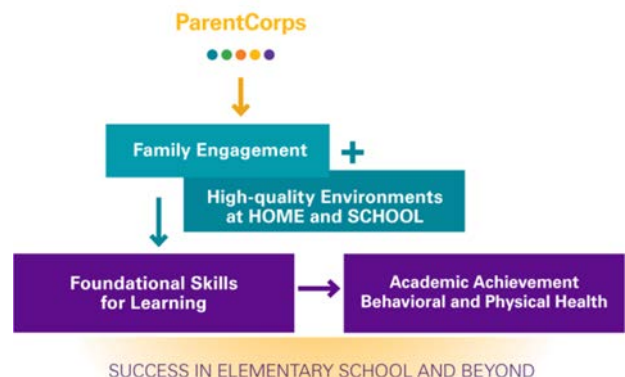 ParentCorps
Family Engagement
+
High-quality Environments
at HOME and SCHOOL
Foundational Skills
for Learning
Academic Achievement
Behavioral and Physical Health
SUCCESS IN ELEMENTARY SCHOOL AND BEYOND